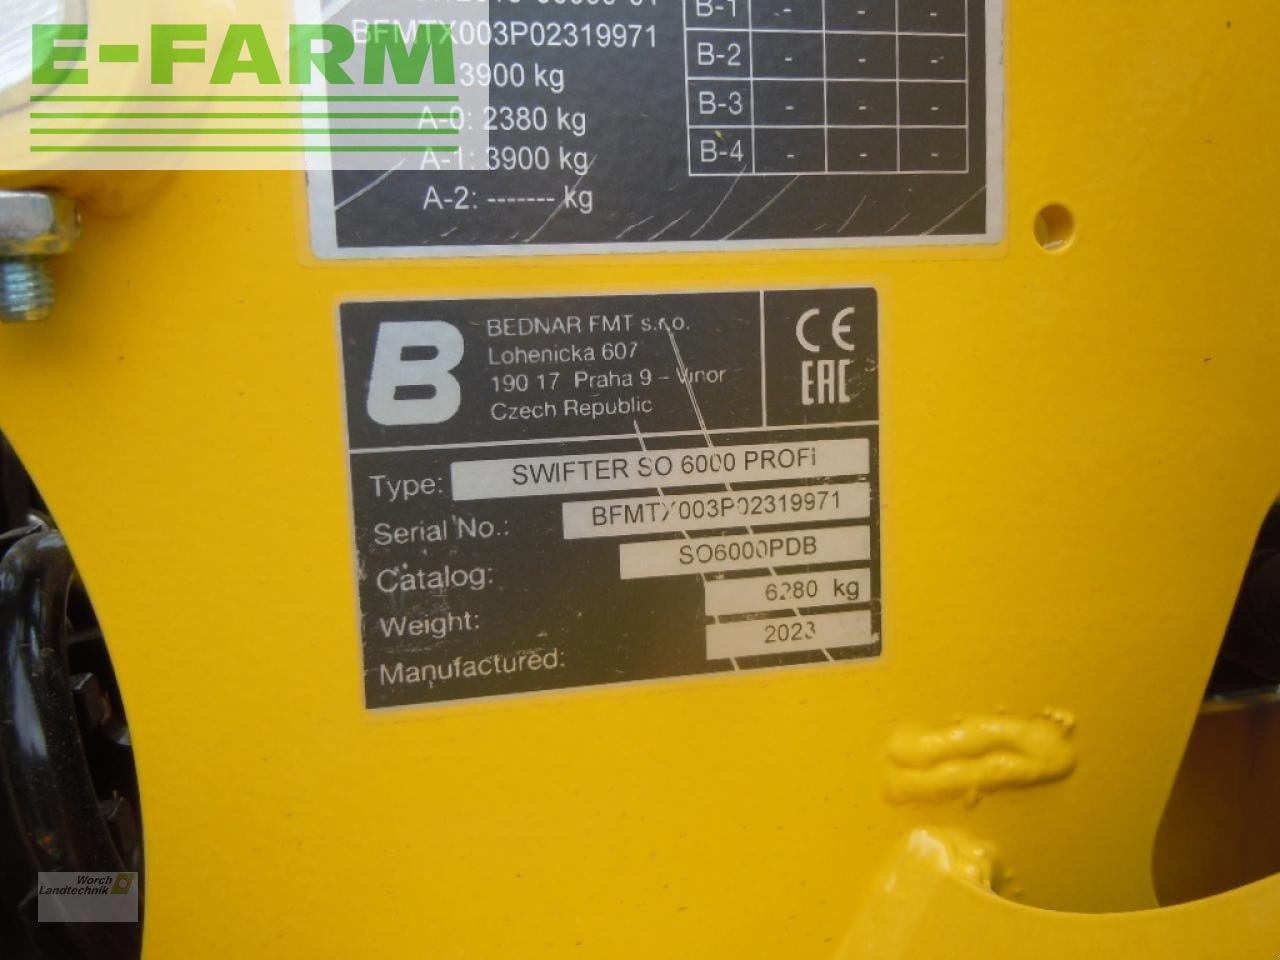 E-FARM
BFMTX003P02319971
3900 kg
A-0: 2380 kg
A-1: 3900 kg
A-2: ------- kg
B-1 - - -
B-2 - - -
B-3 - - -
B-4 - - -
B
BEDNAR FMT s.r.o.
Lohenicka 607
190 17 Praha 9 – Vinor
Czech Republic
CE
EAC
Type: SWIFTER SO 6000 PROFI
Serial No.: BFMTX003P02319971
Catalog: SO6000PDB
Weight: 6280 kg
Manufactured: 2023
Worch
Landtechnik